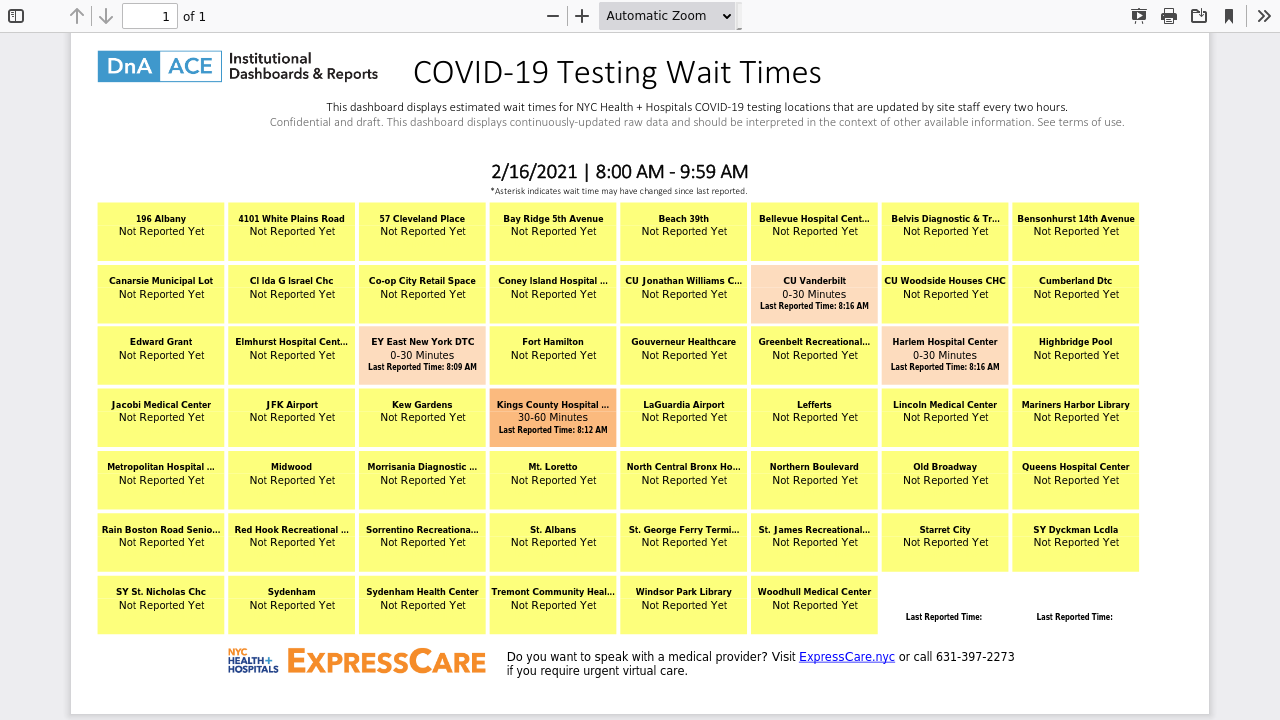 1 of 1
Automatic Zoom
DnA ACE Institutional
Dashboards & Reports
COVID-19 Testing Wait Times
This dashboard displays estimated wait times for NYC Health + Hospitals COVID-19 testing locations that are updated by site staff every two hours.
Confidential and draft. This dashboard displays continuously-updated raw data and should be interpreted in the context of other available information. See terms of use.
2/16/2021 | 8:00 AM - 9:59 AM
*Asterisk indicates wait time may have changed since last reported.
196 Albany 4101 White Plains Road 57 Cleveland Place Bay Ridge 5th Avenue Beach 39th Bellevue Hospital Cent... Belvis Diagnostic & Tr... Bensonhurst 14th Avenue
Not Reported Yet Not Reported Yet Not Reported Yet Not Reported Yet Not Reported Yet Not Reported Yet Not Reported Yet Not Reported Yet
Canarsie Municipal Lot CI Ida G Israel Chc Co-op City Retail Space Coney Island Hospital ... CU Jonathan Williams C... CU Vanderbilt CU Woodside Houses CHC Cumberland Dtc
Not Reported Yet Not Reported Yet Not Reported Yet Not Reported Yet Not Reported Yet 0-30 Minutes Not Reported Yet Not Reported Yet
Last Reported Time: 8:16 AM
Edward Grant Elmhurst Hospital Cent... EY East New York DTC Fort Hamilton Gouverneur Healthcare Greenbelt Recreational... Harlem Hospital Center Highbridge Pool
Not Reported Yet Not Reported Yet 0-30 Minutes Not Reported Yet Not Reported Yet Not Reported Yet 0-30 Minutes Not Reported Yet
Last Reported Time: 8:09 AM Last Reported Time: 8:16 AM
Jacobi Medical Center JFK Airport Kew Gardens Kings County Hospital ... LaGuardia Airport Lefferts Lincoln Medical Center Mariners Harbor Library
Not Reported Yet Not Reported Yet Not Reported Yet 30-60 Minutes Not Reported Yet Not Reported Yet Not Reported Yet Not Reported Yet
Last Reported Time: 8:12 AM
Metropolitan Hospital ... Midwood Morrisania Diagnostic ... Mt. Loretto North Central Bronx Ho... Northern Boulevard Old Broadway Queens Hospital Center
Not Reported Yet Not Reported Yet Not Reported Yet Not Reported Yet Not Reported Yet Not Reported Yet Not Reported Yet Not Reported Yet
Rain Boston Road Senio... Red Hook Recreational ... Sorrentino Recreationa... St. Albans St. George Ferry Termi... St. James Recreational... Starret City SY Dyckman Lcdla
Not Reported Yet Not Reported Yet Not Reported Yet Not Reported Yet Not Reported Yet Not Reported Yet Not Reported Yet Not Reported Yet
SY St. Nicholas Chc Sydenham Sydenham Health Center Tremont Community Heal... Windsor Park Library Woodhull Medical Center
Not Reported Yet Not Reported Yet Not Reported Yet Not Reported Yet Not Reported Yet Not Reported Yet
Last Reported Time: Last Reported Time:
NYC
HEALTH+
HOSPITALS
EXPRESSCARE
Do you want to speak with a medical provider? Visit ExpressCare.nyc or call 631-397-2273
if you require urgent virtual care.